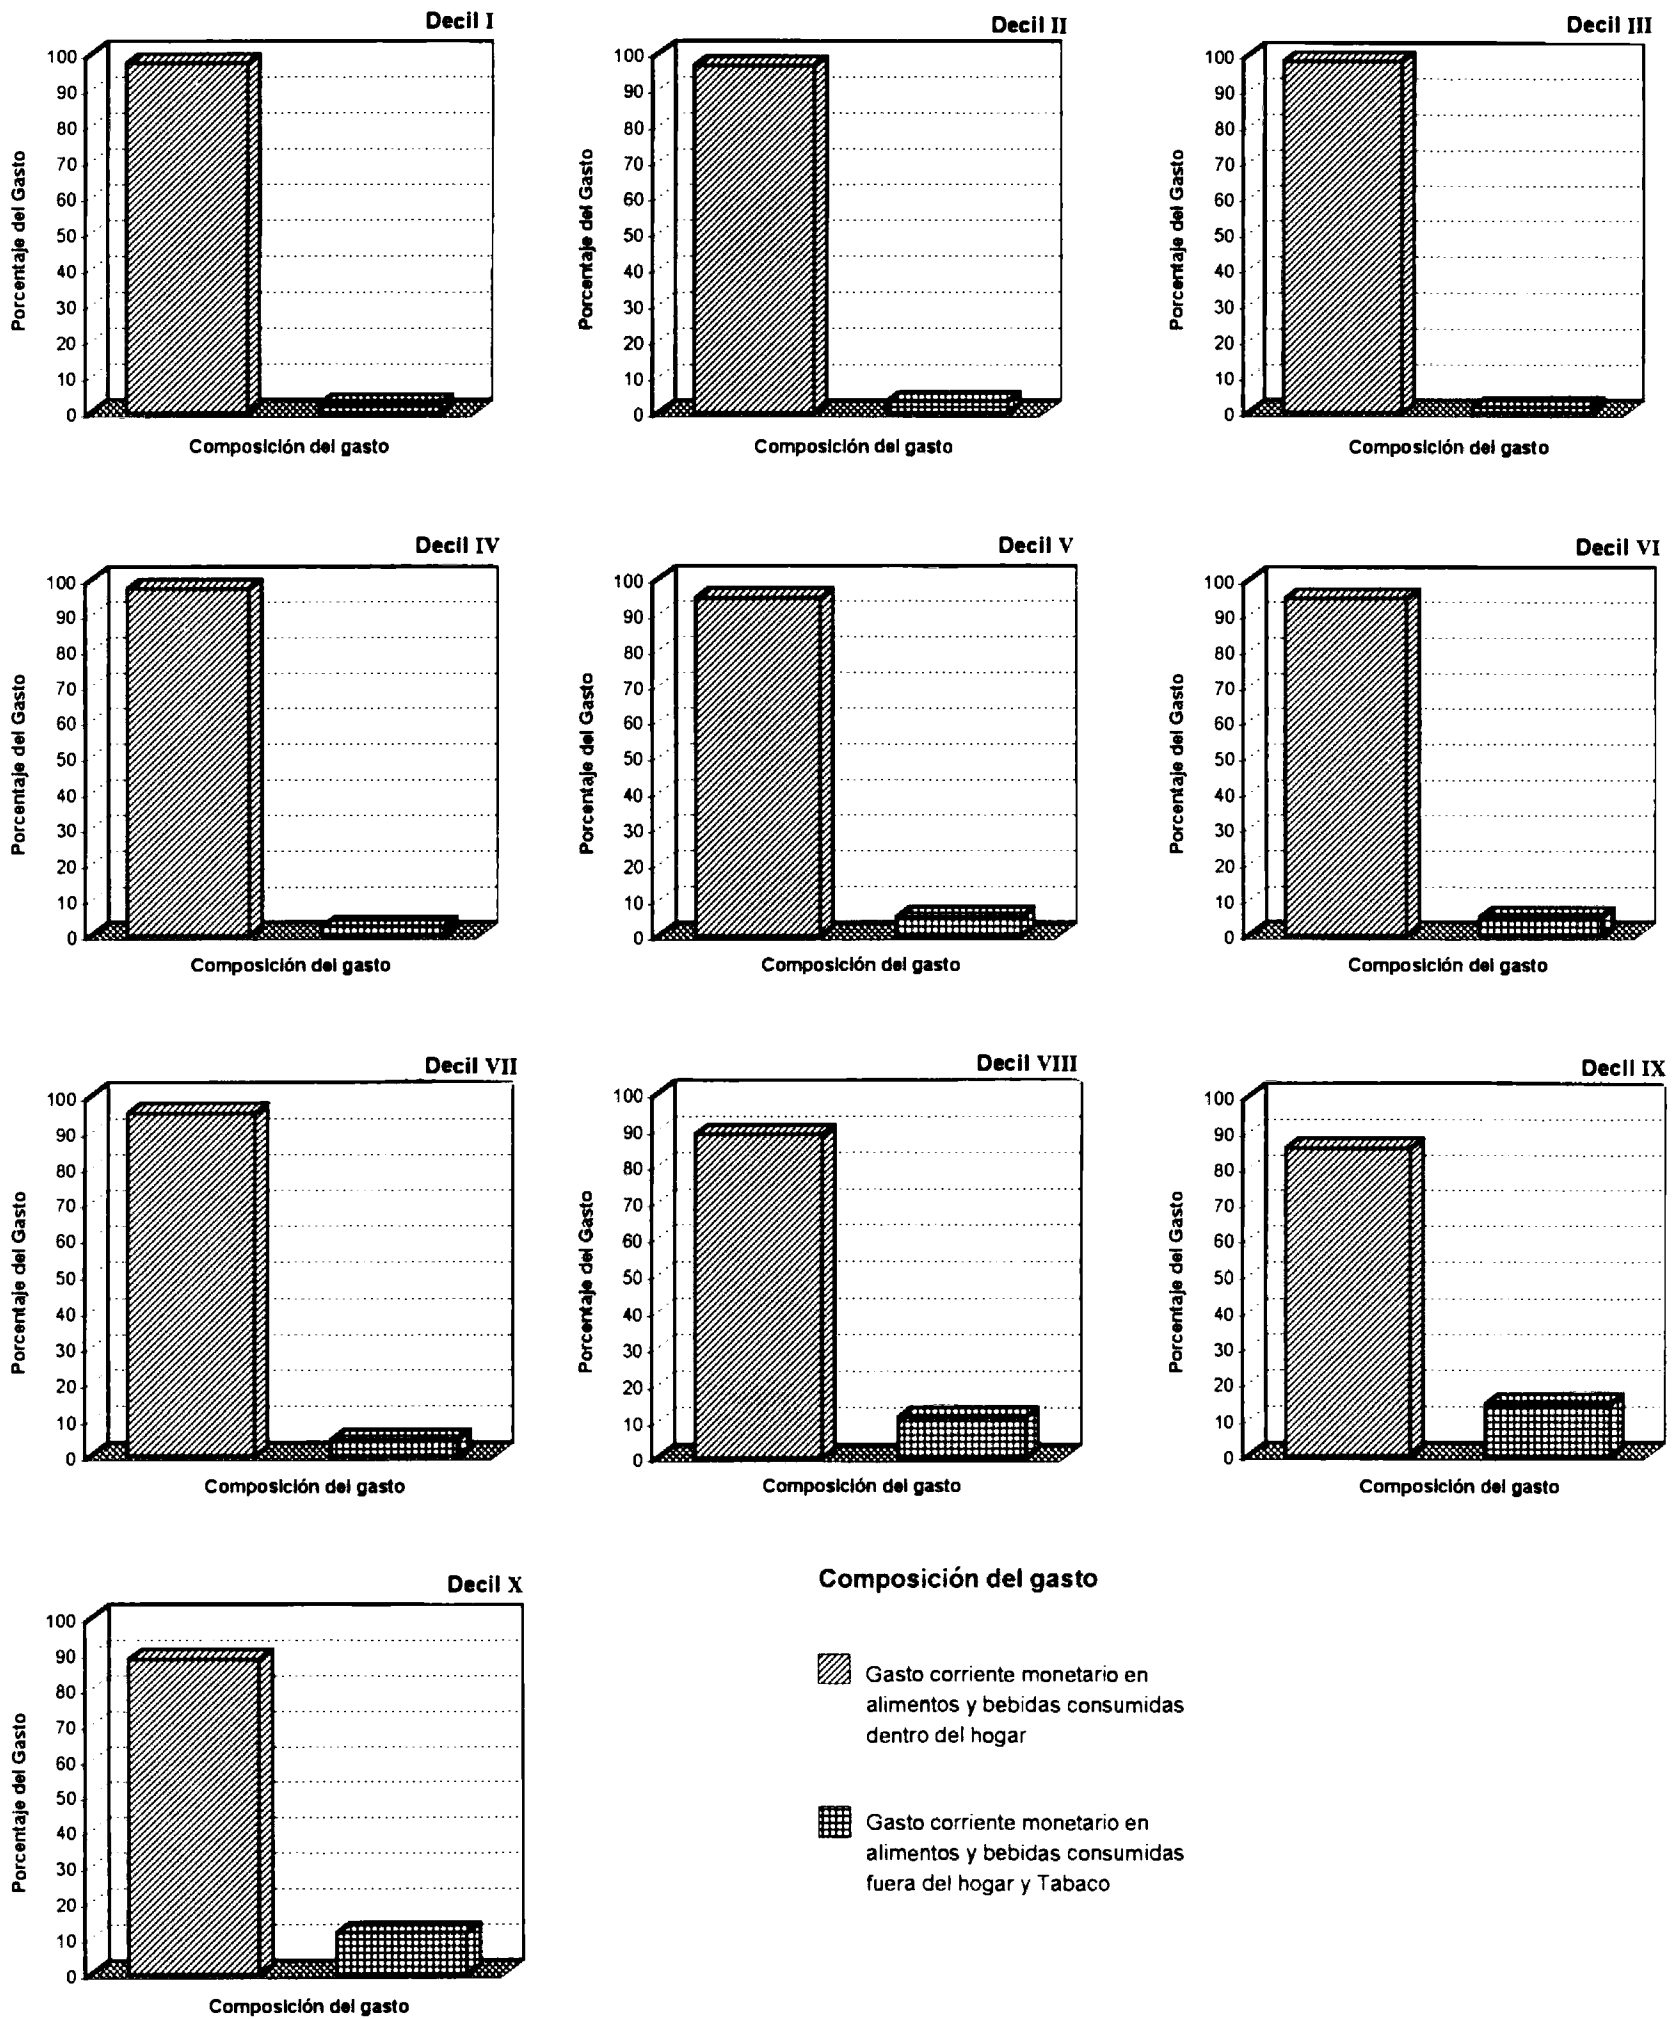 Decil I
Porcentaje del Gasto
100
90
80
70
60
50
40
30
20
10
0
Composición del gasto
Decil II
Porcentaje del Gasto
100
90
80
70
60
50
40
30
20
10
0
Composición del gasto
Decil III
Porcentaje del Gasto
100
90
80
70
60
50
40
30
20
10
0
Composición del gasto
Decil IV
Porcentaje del Gasto
100
90
80
70
60
50
40
30
20
10
0
Composición del gasto
Decil V
Porcentaje del Gasto
100
90
80
70
60
50
40
30
20
10
0
Composición del gasto
Decil VI
Porcentaje del Gasto
100
90
80
70
60
50
40
30
20
10
0
Composición del gasto
Decil VII
Porcentaje del Gasto
100
90
80
70
60
50
40
30
20
10
0
Composición del gasto
Decil VIII
Porcentaje del Gasto
100
90
80
70
60
50
40
30
20
10
0
Composición del gasto
Decil IX
Porcentaje del Gasto
100
90
80
70
60
50
40
30
20
10
0
Composición del gasto
Decil X
Porcentaje del Gasto
100
90
80
70
60
50
40
30
20
10
0
Composición del gasto
Composición del gasto
Gasto corriente monetario en
alimentos y bebidas consumidas
dentro del hogar
Gasto corriente monetario en
alimentos y bebidas consumidas
fuera del hogar y Tabaco